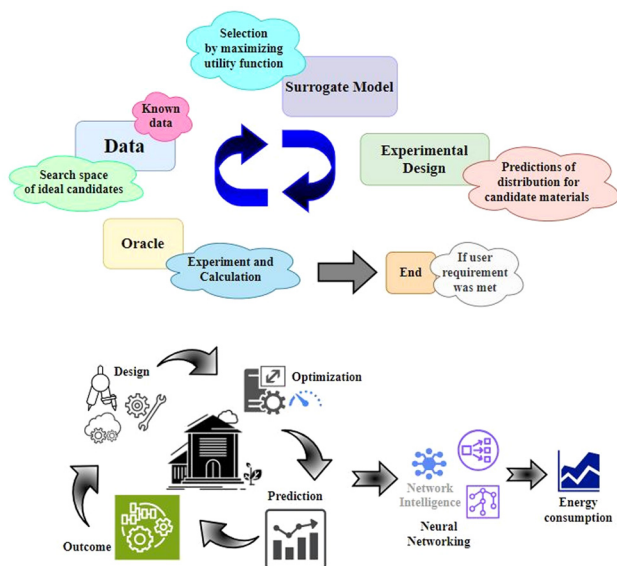 Selection
by maximizing
utility function
Surrogate Model
Known
data
Data
Search space
of ideal candidates
Experimental
Design
Predictions of
distribution for
candidate materials
Oracle
Experiment and
Calculation
End
If user
requirement
was met
Design
Optimization
Prediction
Outcome
Network
Intelligence
Neural
Networking
Energy
consumption